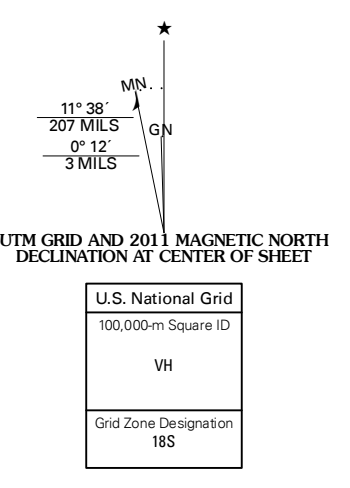 ★
MN
11° 38´
207 MILS
GN
0° 12´
3 MILS
UTM GRID AND 2011 MAGNETIC NORTH
DECLINATION AT CENTER OF SHEET
U.S. National Grid
100,000-m Square ID
VH
Grid Zone Designation
18S